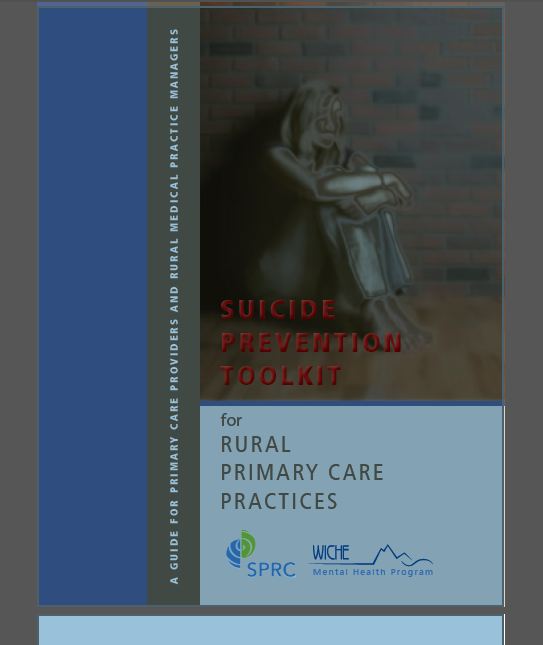 A GUIDE FOR PRIMARY CARE PROVIDERS AND RURAL MEDICAL PRACTICE MANAGERS
SUICIDE
PREVENTION
TOOLKIT
for
RURAL
PRIMARY CARE
PRACTICES
SPRC
WICHE
Mental Health Program